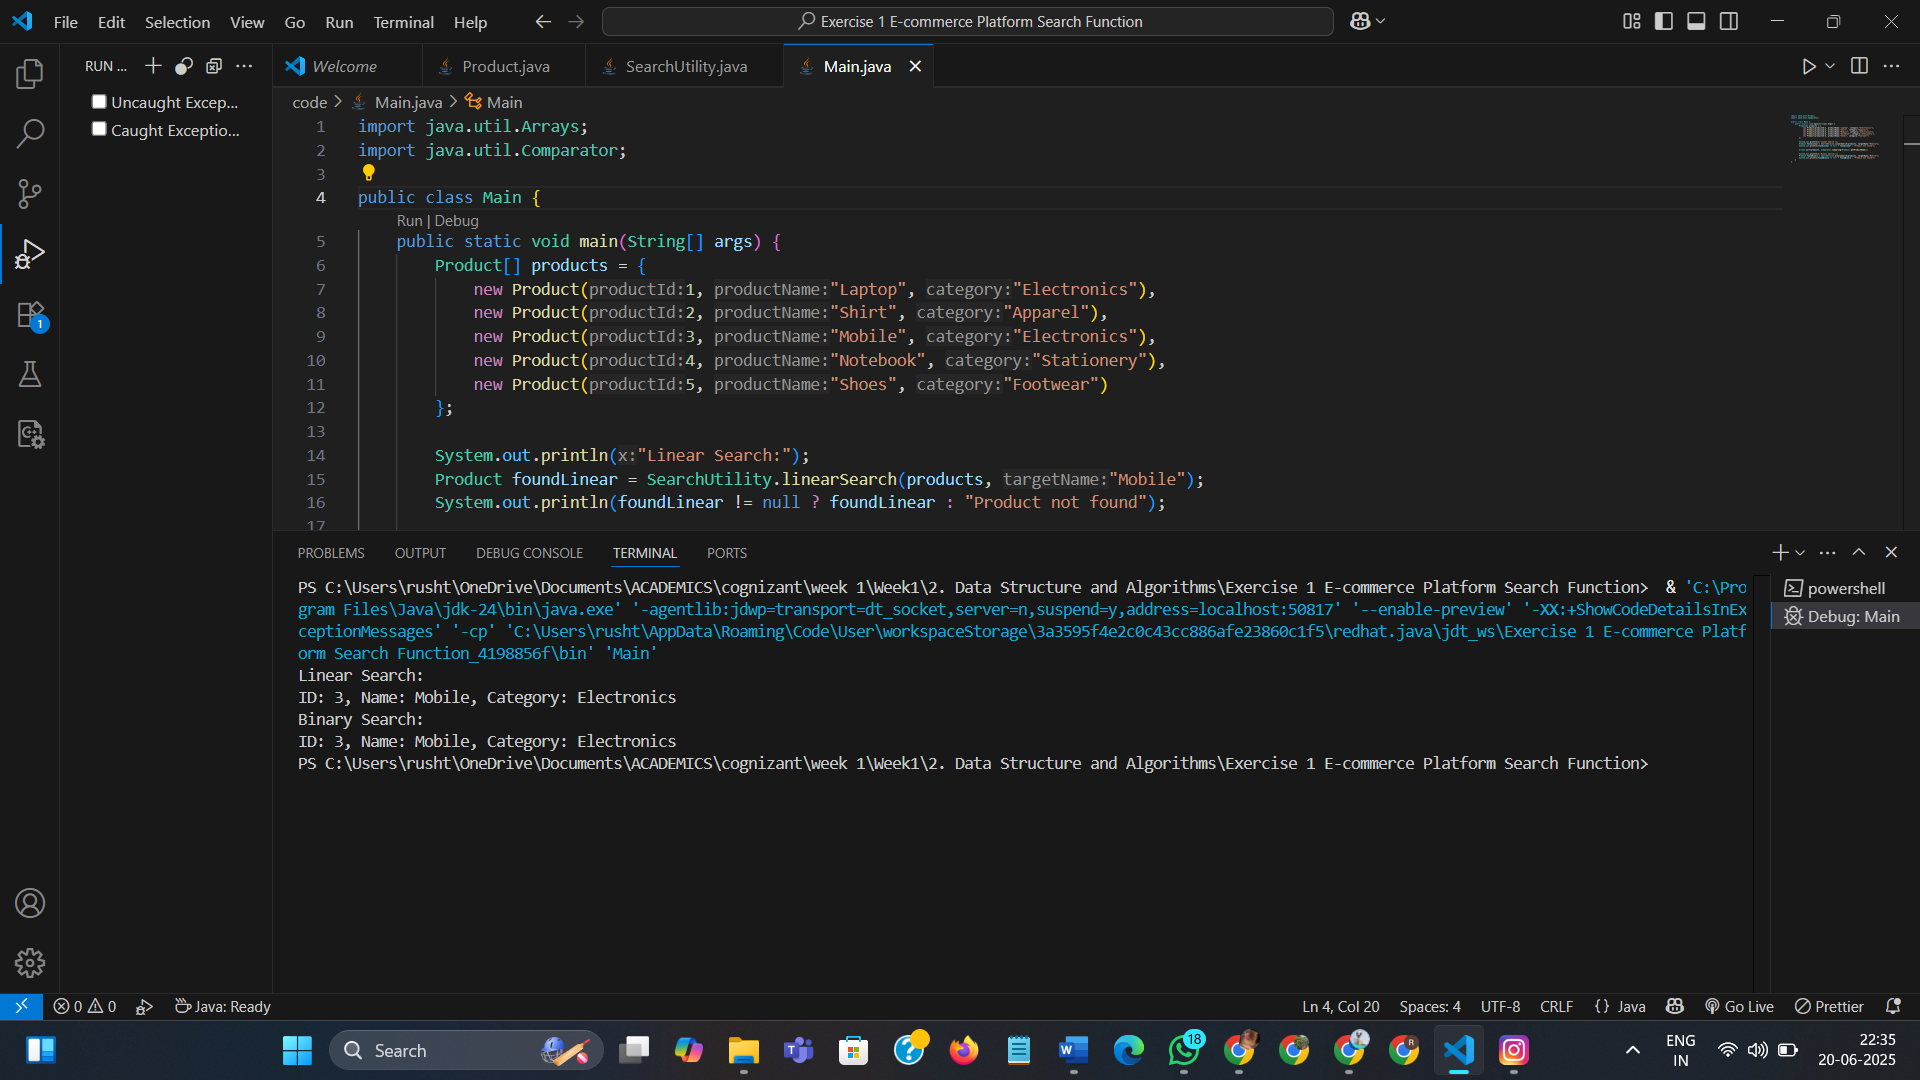 File Edit Selection View Go Run Terminal Help
Exercise 1 E-commerce Platform Search Function
RUN ...
Uncaught Excep...
Caught Exceptio...
Welcome Product.java SearchUtility.java Main.java
code > Main.java > Main
1 import java.util.Arrays;
2 import java.util.Comparator;
3
4 public class Main {
Run | Debug
5 public static void main(String[] args) {
6 Product[] products = {
7 new Product(productId:1, productName:"Laptop", category:"Electronics"),
8 new Product(productId:2, productName:"Shirt", category:"Apparel"),
9 new Product(productId:3, productName:"Mobile", category:"Electronics"),
10 new Product(productId:4, productName:"Notebook", category:"Stationery"),
11 new Product(productId:5, productName:"Shoes", category:"Footwear")
12 };
13
14 System.out.println(x:"Linear Search:");
15 Product foundLinear = SearchUtility.linearSearch(products, targetName:"Mobile");
16 System.out.println(foundLinear != null ? foundLinear : "Product not found");
17
PROBLEMS OUTPUT DEBUG CONSOLE TERMINAL PORTS
PS C:\Users\rusht\OneDrive\Documents\ACADEMICS\cognizant\week 1\Week1\2. Data Structure and Algorithms\Exercise 1 E-commerce Platform Search Function> & 'C:\Pro
gram Files\Java\jdk-24\bin\java.exe' '-agentlib:jdwp=transport=dt_socket,server=n,suspend=y,address=localhost:50817' '--enable-preview' '-XX:+ShowCodeDetailsInEx
ceptionMessages' '-cp' 'C:\Users\rusht\AppData\Roaming\Code\User\workspaceStorage\3a3595f4e2c0c43cc886afe23860c1f5\redhat.java\jdt_ws\Exercise 1 E-commerce Platf
orm Search Function_4198856f\bin' 'Main'
Linear Search:
ID: 3, Name: Mobile, Category: Electronics
Binary Search:
ID: 3, Name: Mobile, Category: Electronics
PS C:\Users\rusht\OneDrive\Documents\ACADEMICS\cognizant\week 1\Week1\2. Data Structure and Algorithms\Exercise 1 E-commerce Platform Search Function>
powershell
Debug: Main
1
0 0 Java: Ready
Ln 4, Col 20 Spaces: 4 UTF-8 CRLF {} Java Go Live Prettier
Search
18
ENG
IN
22:35
20-06-2025